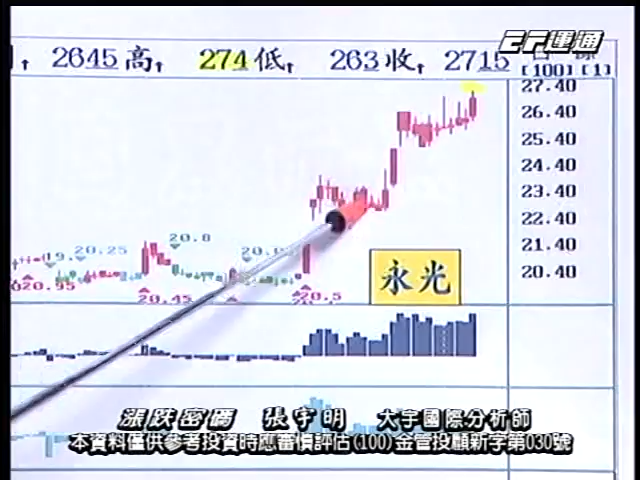 EF運通
2645高 274低 263收 2715
[100] [1]
27.40
26.40
25.40
24.40
23.40
22.40
21.40
20.40
20.25
20.8
20.95
20.45
20.5
永光
漲跌密碼 張宇明 大宇國際分析師
本資料僅供參考投資時應審慎評估(100)金管投顧新字第030號